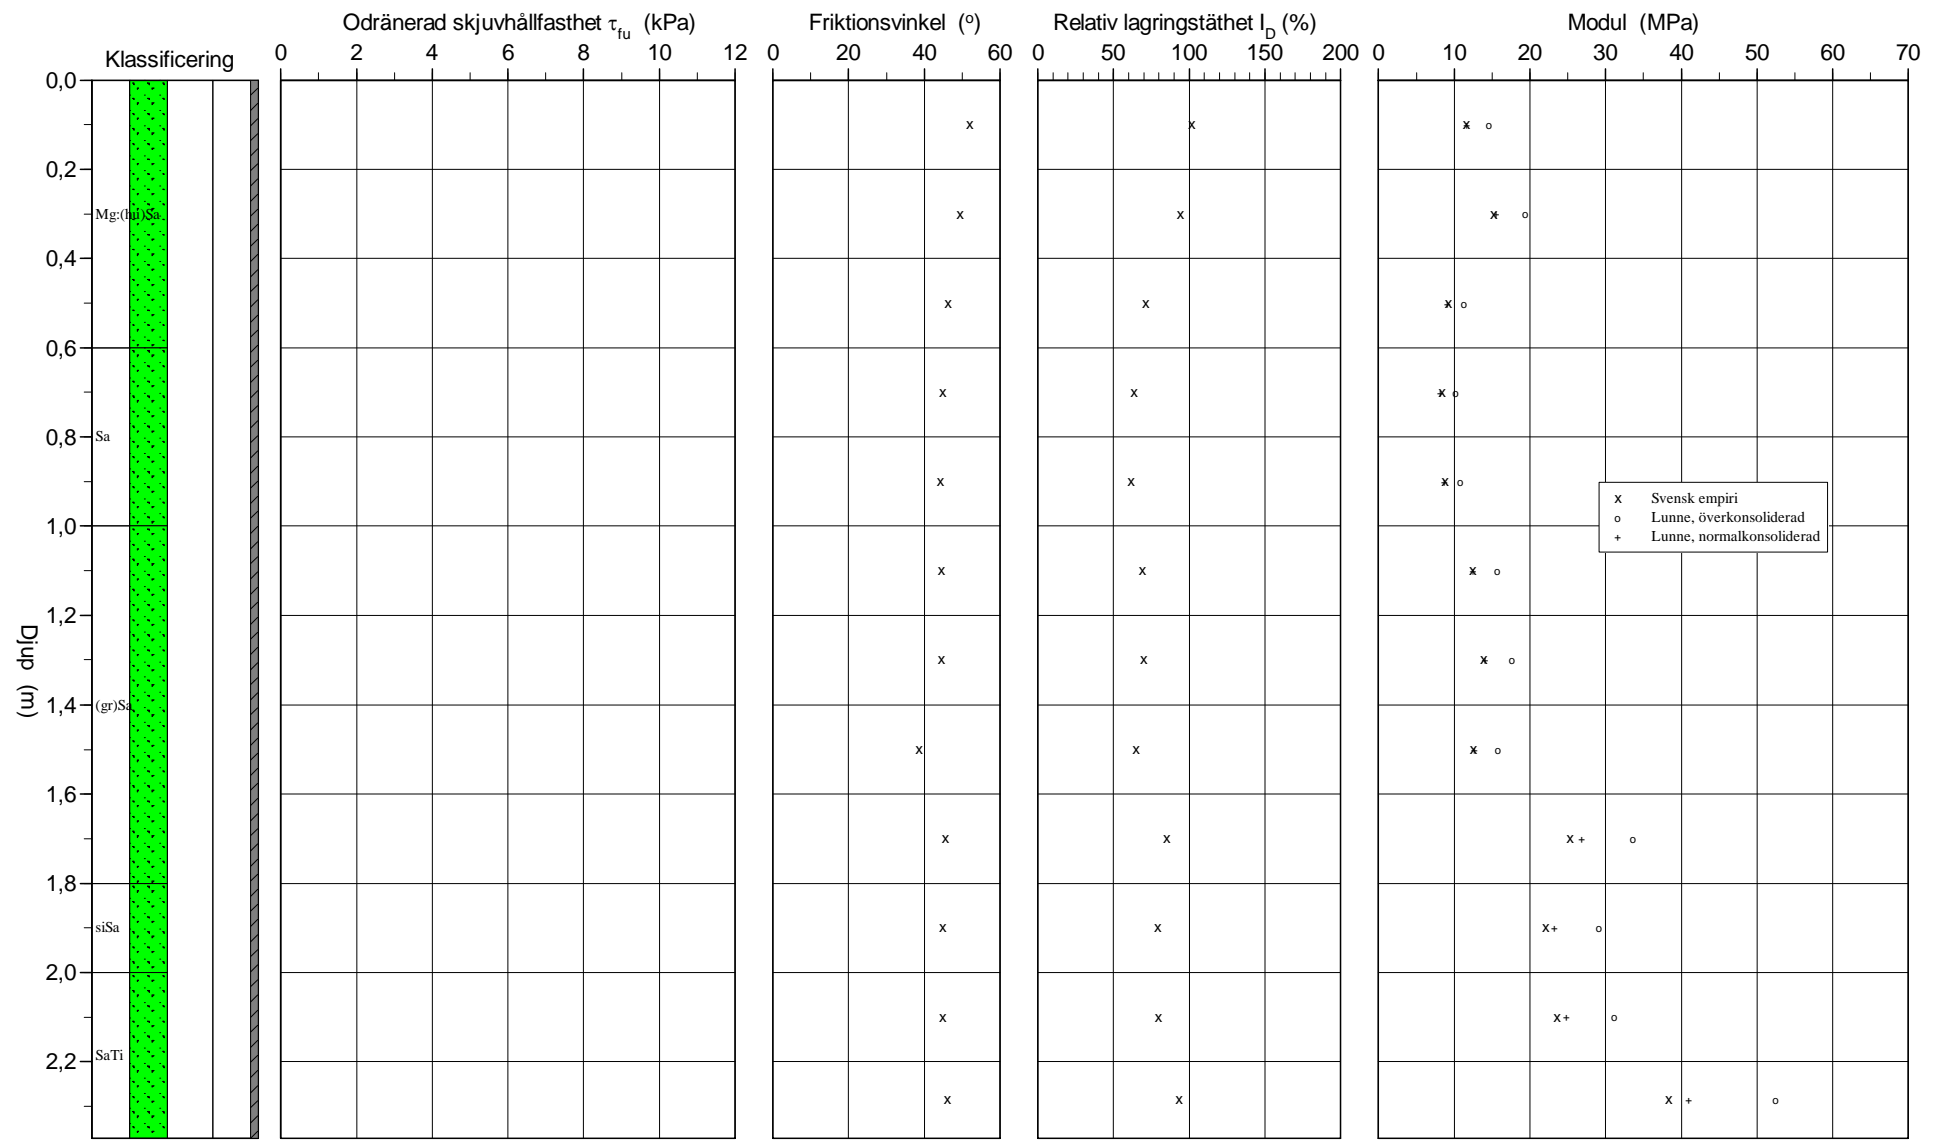 Klassificering
Odränerad skjuvhållfasthet τfu (kPa)
0 2 4 6 8 10 12
Friktionsvinkel (o)
0 20 40 60
Relativ lagringstäthet ID (%)
0 50 100 150 200
Modul (MPa)
0 10 20 30 40 50 60 70
Djup (m)
0,0
0,2
0,4
0,6
0,8
1,0
1,2
1,4
1,6
1,8
2,0
2,2
Mg:(hu)Sa
Sa
(gr)Sa
siSa
SaTi
x Svensk empiri
o Lunne, överkonsoliderad
+ Lunne, normalkonsoliderad